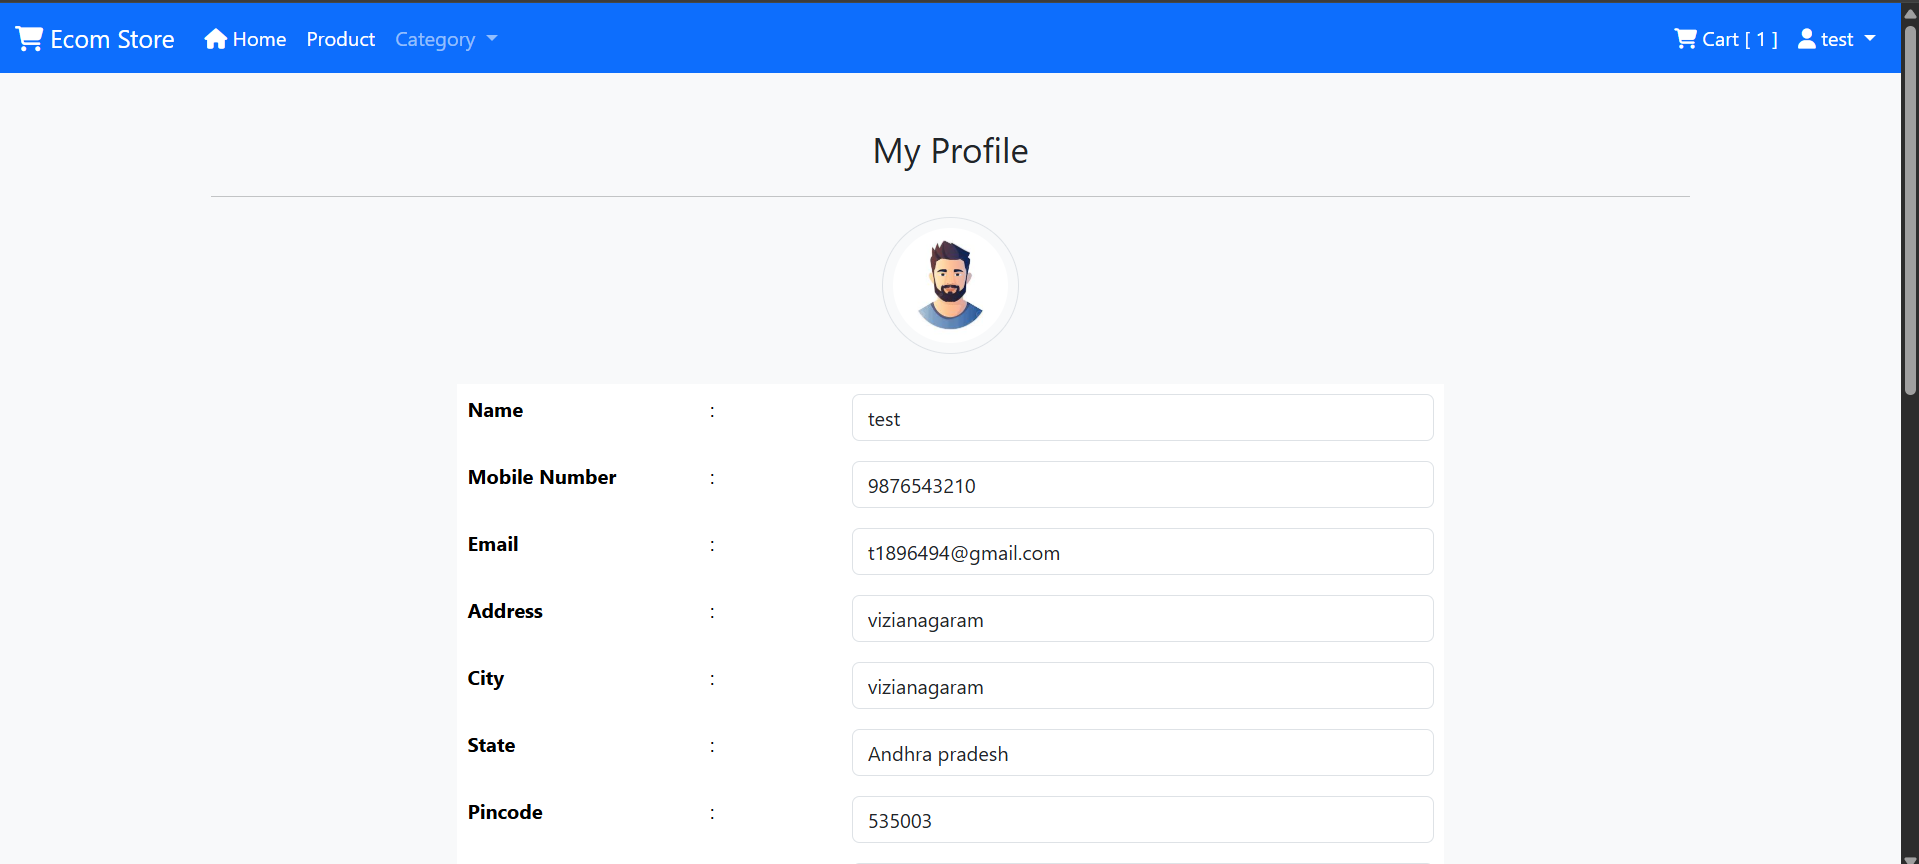 Ecom Store Home Product Category Cart [ 1 ] test
My Profile
Name : test
Mobile Number : 9876543210
Email : t1896494@gmail.com
Address : vizianagaram
City : vizianagaram
State : Andhra pradesh
Pincode : 535003